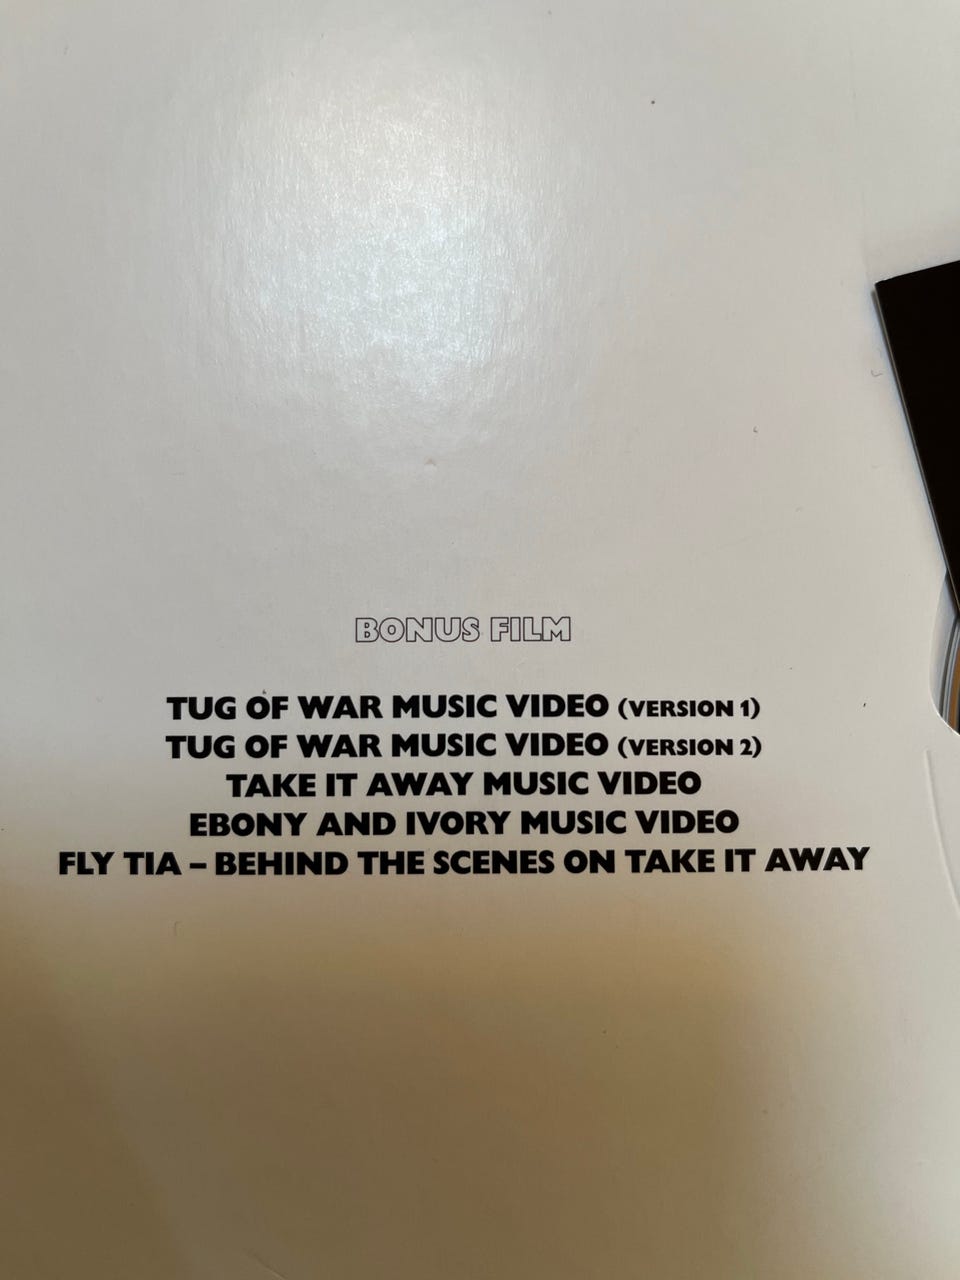 BONUS FILM
TUG OF WAR MUSIC VIDEO (VERSION 1)
TUG OF WAR MUSIC VIDEO (VERSION 2)
TAKE IT AWAY MUSIC VIDEO
EBONY AND IVORY MUSIC VIDEO
FLY TIA – BEHIND THE SCENES ON TAKE IT AWAY